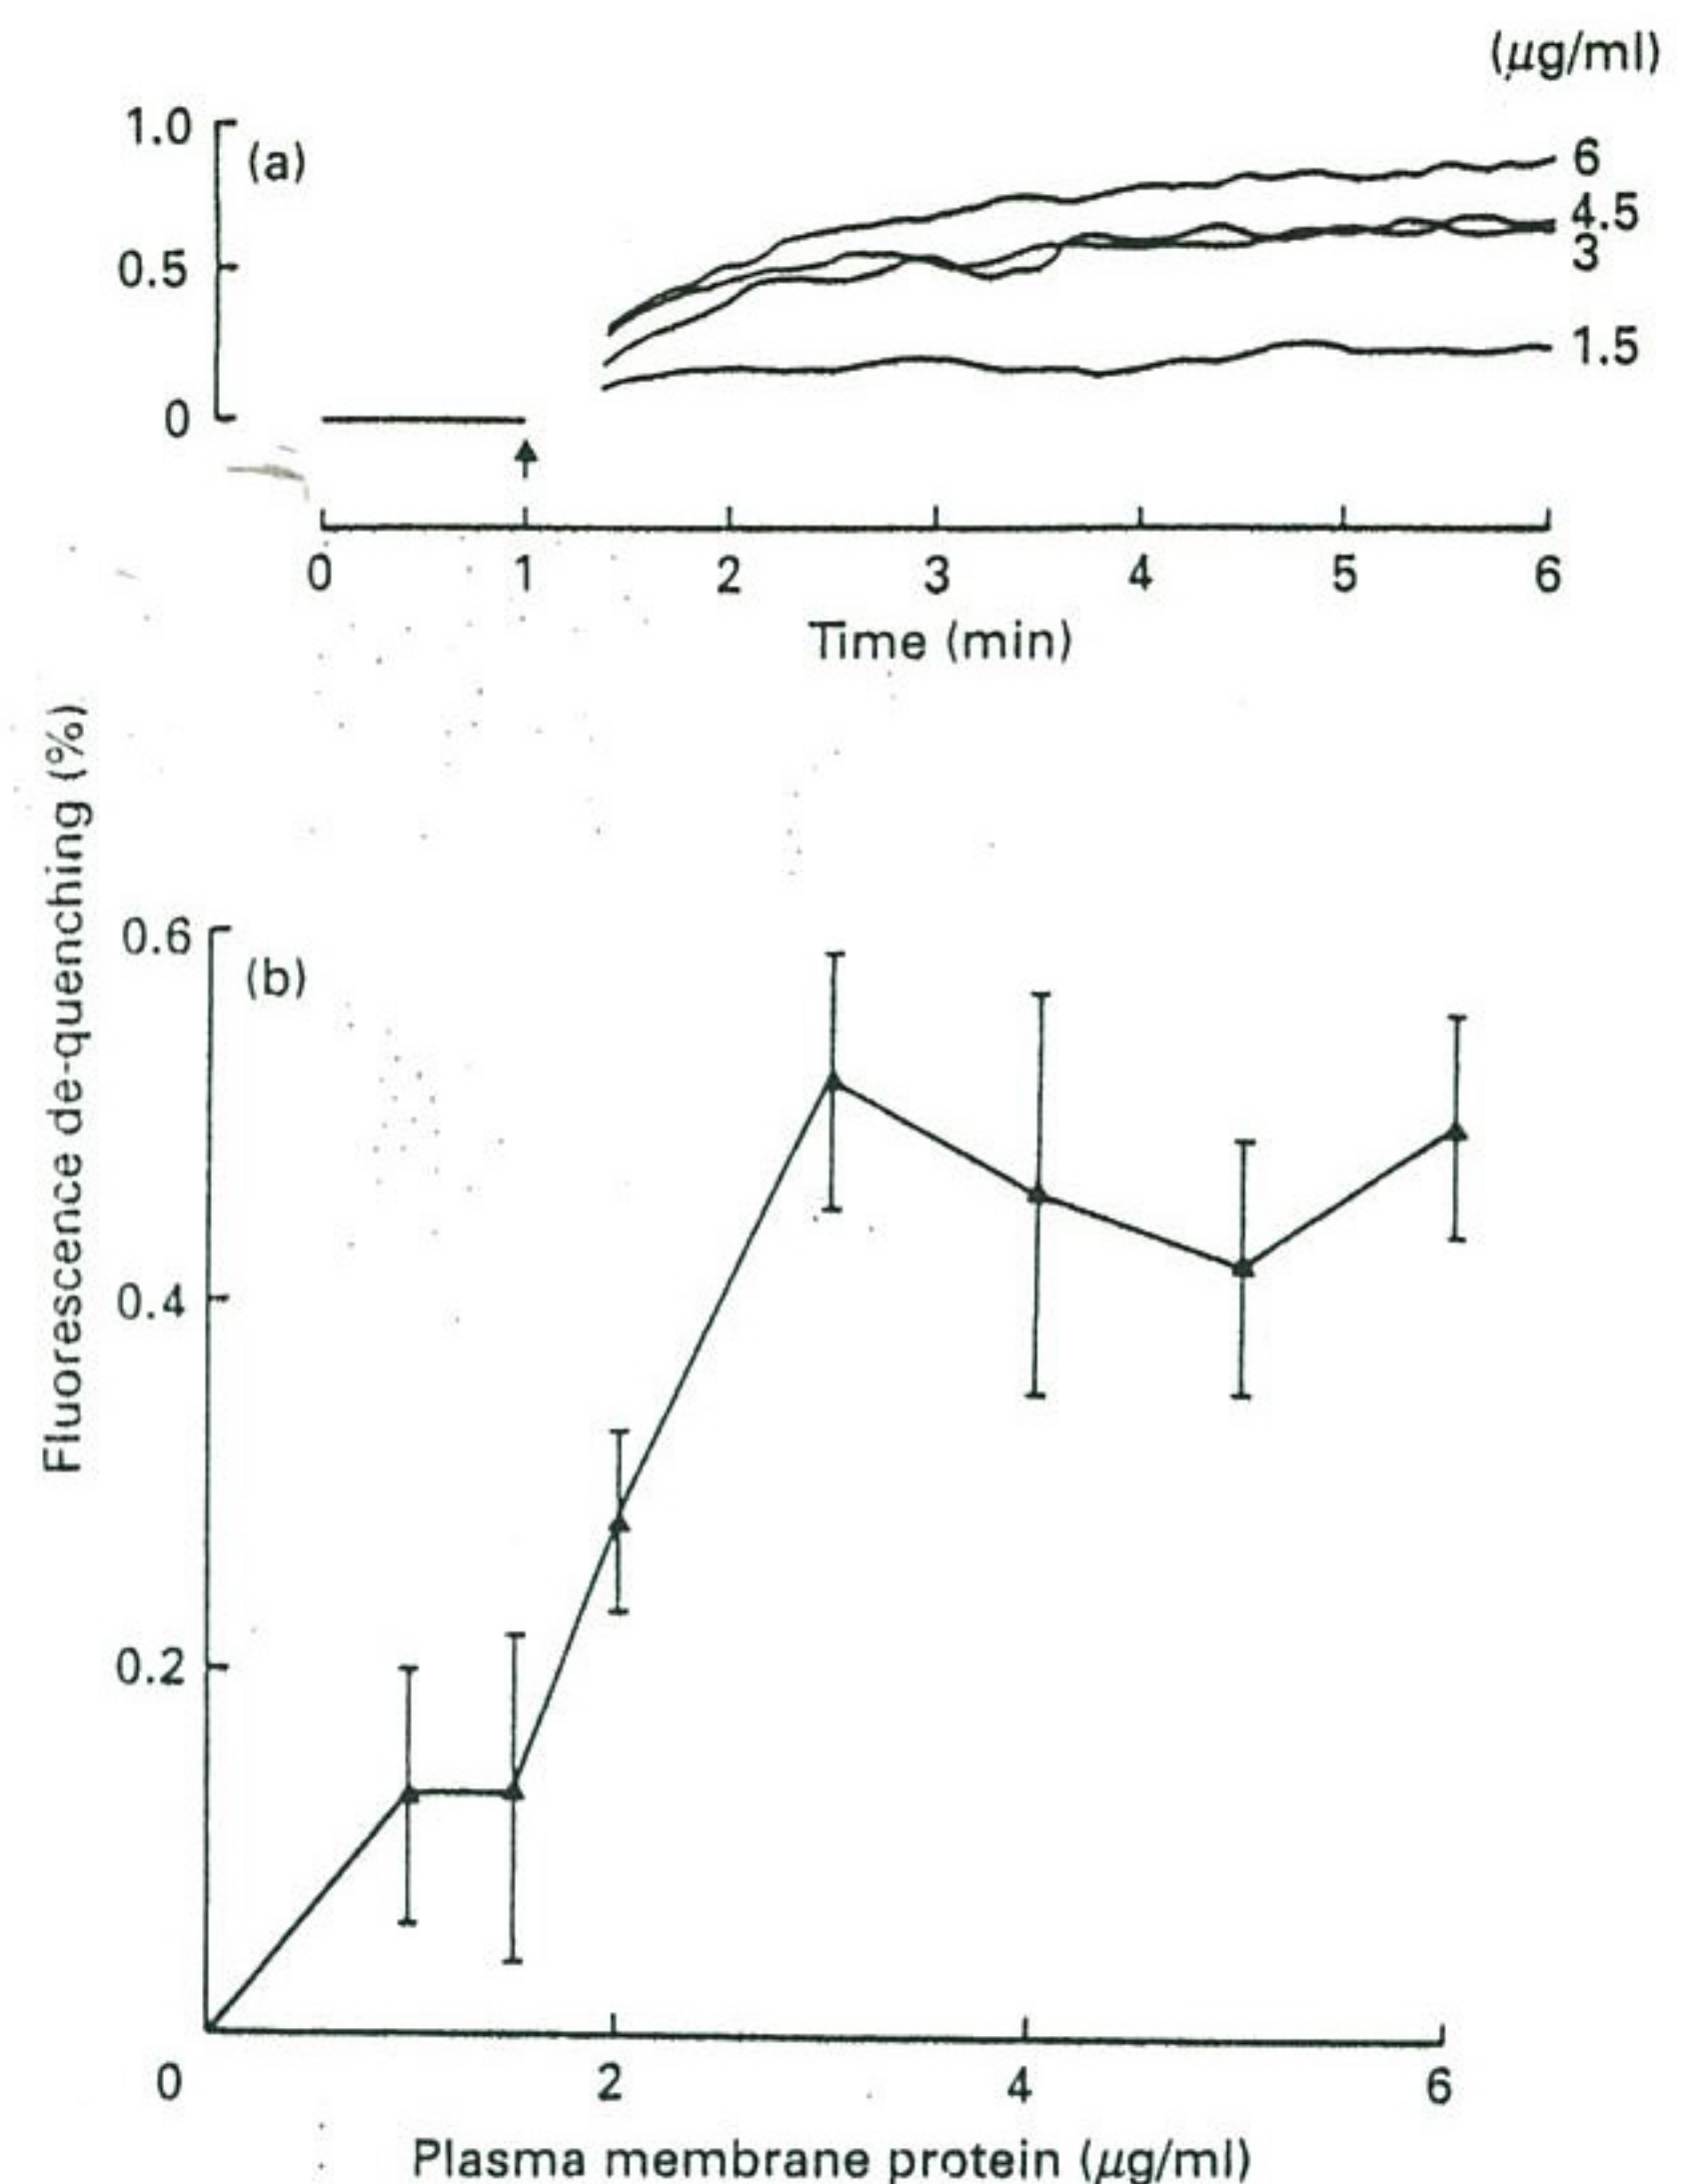 (μg/ml)
1.0
(a)
6
4.5
0.5
3
1.5
0
0 1 2 3 4 5 6
Time (min)
Fluorescence de-quenching (%)
0.6
(b)
0.4
0.2
0 2 4 6
Plasma membrane protein (μg/ml)